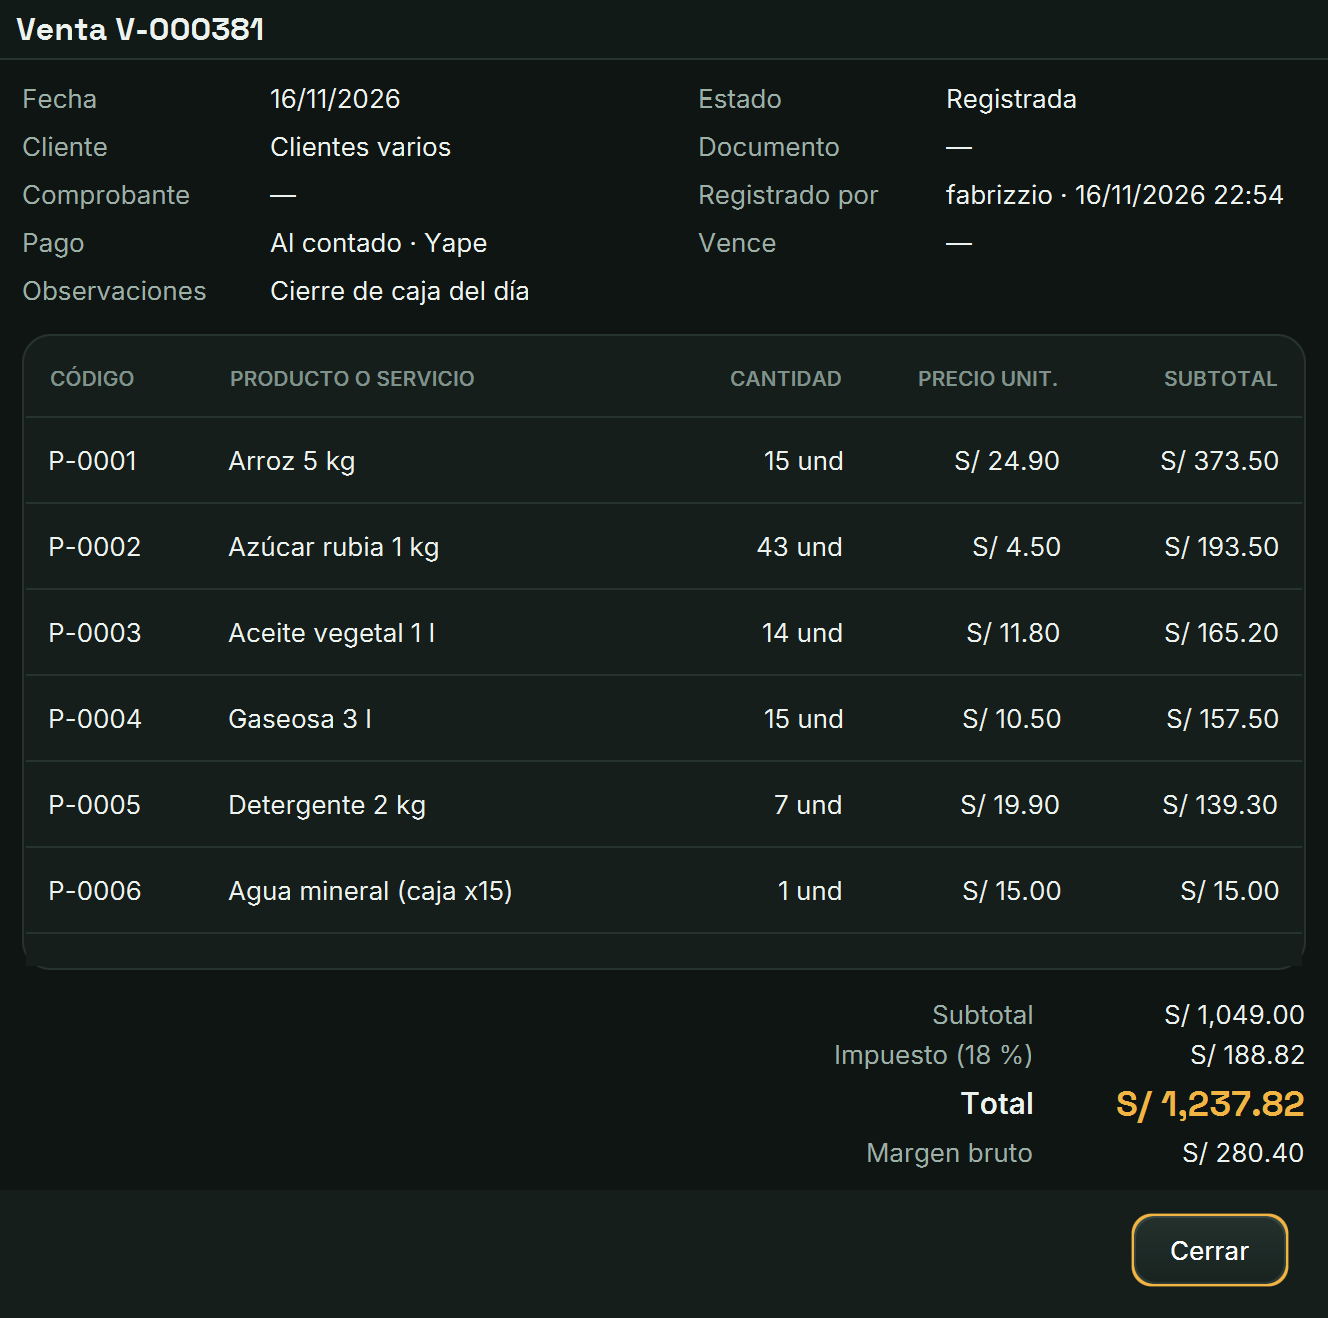 Venta V-000381
Fecha 16/11/2026 Estado Registrada
Cliente Clientes varios Documento —
Comprobante — Registrado por fabrizzio · 16/11/2026 22:54
Pago Al contado · Yape Vence —
Observaciones Cierre de caja del día
CÓDIGO PRODUCTO O SERVICIO CANTIDAD PRECIO UNIT. SUBTOTAL
P-0001 Arroz 5 kg 15 und S/ 24.90 S/ 373.50
P-0002 Azúcar rubia 1 kg 43 und S/ 4.50 S/ 193.50
P-0003 Aceite vegetal 1 l 14 und S/ 11.80 S/ 165.20
P-0004 Gaseosa 3 l 15 und S/ 10.50 S/ 157.50
P-0005 Detergente 2 kg 7 und S/ 19.90 S/ 139.30
P-0006 Agua mineral (caja x15) 1 und S/ 15.00 S/ 15.00
Subtotal S/ 1,049.00
Impuesto (18 %) S/ 188.82
Total S/ 1,237.82
Margen bruto S/ 280.40
Cerrar